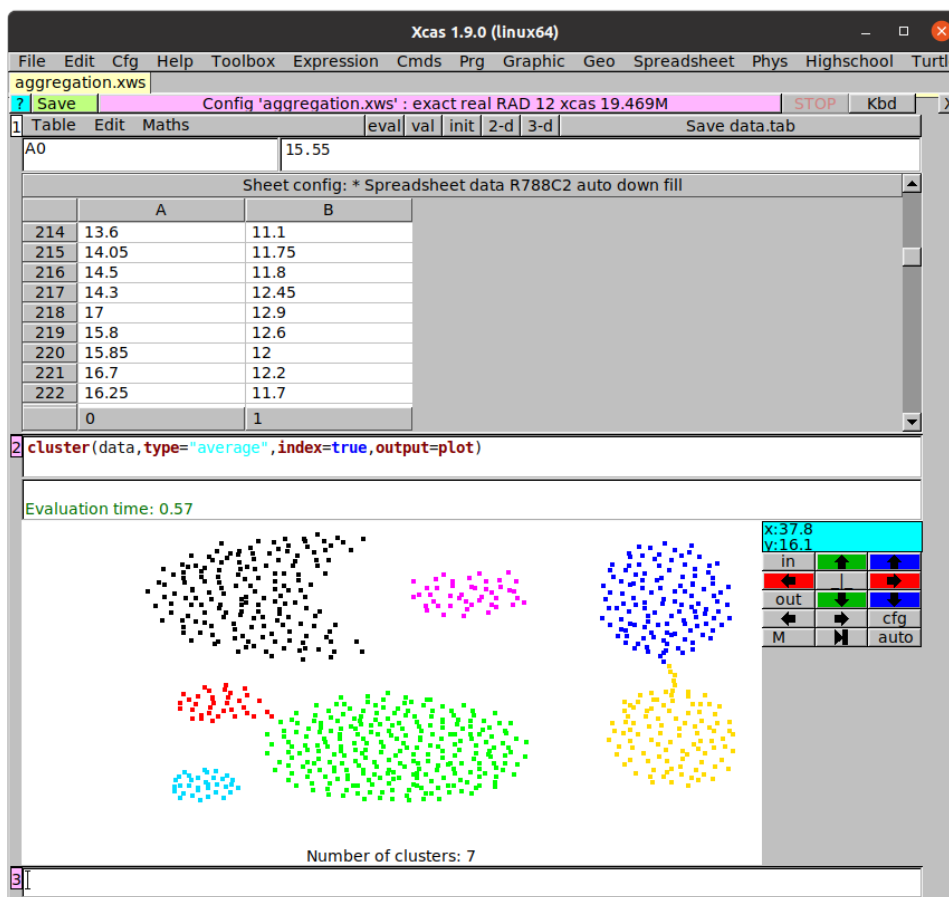 Xcas 1.9.0 (linux64)
File Edit Cfg Help Toolbox Expression Cmds Prg Graphic Geo Spreadsheet Phys Highschool Turtl
aggregation.xws
? Save Config 'aggregation.xws' : exact real RAD 12 xcas 19.469M STOP Kbd X
1 Table Edit Maths eval val init 2-d 3-d Save data.tab
A0 15.55
Sheet config: * Spreadsheet data R788C2 auto down fill
A B
214 13.6 11.1
215 14.05 11.75
216 14.5 11.8
217 14.3 12.45
218 17 12.9
219 15.8 12.6
220 15.85 12
221 16.7 12.2
222 16.25 11.7
0 1
2 cluster(data,type="average",index=true,output=plot)
Evaluation time: 0.57
x:37.8
y:16.1
in
_|_
out
cfg
M auto
Number of clusters: 7
3